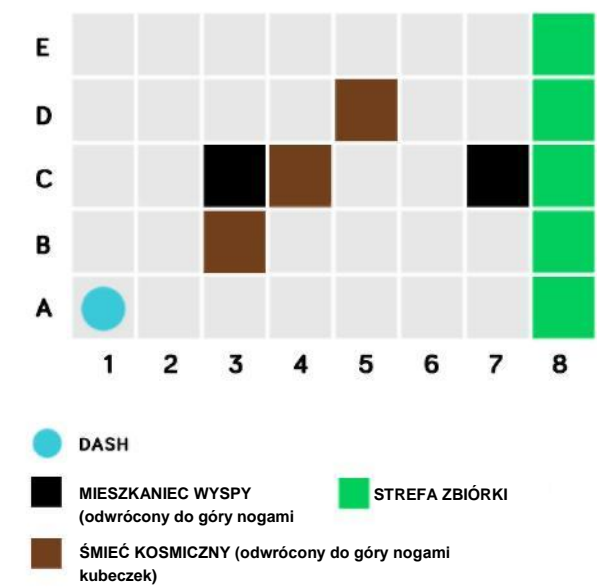 E
D
C
B
A
1 2 3 4 5 6 7 8
DASH
MIESZKANIEC WYSPY
(odwrócony do góry nogami
STREFA ZBIÓRKI
ŚMIEĆ KOSMICZNY (odwrócony do góry nogami
kubeczek)